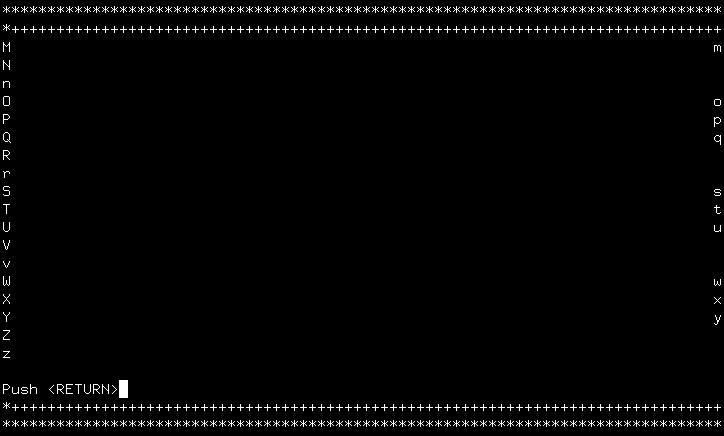 ********************************************************************************
*+++++++++++++++++++++++++++++++++++++++++++++++++++++++++++++++++++++++++++++++
M                                                                              m
N
n
O                                                                              o
P                                                                              p
Q                                                                              q
R
r
S                                                                              s
T                                                                              t
U                                                                              u
V
v
W                                                                              w
X                                                                              x
Y                                                                              y
Z
z
Push <RETURN>
*+++++++++++++++++++++++++++++++++++++++++++++++++++++++++++++++++++++++++++++++
********************************************************************************